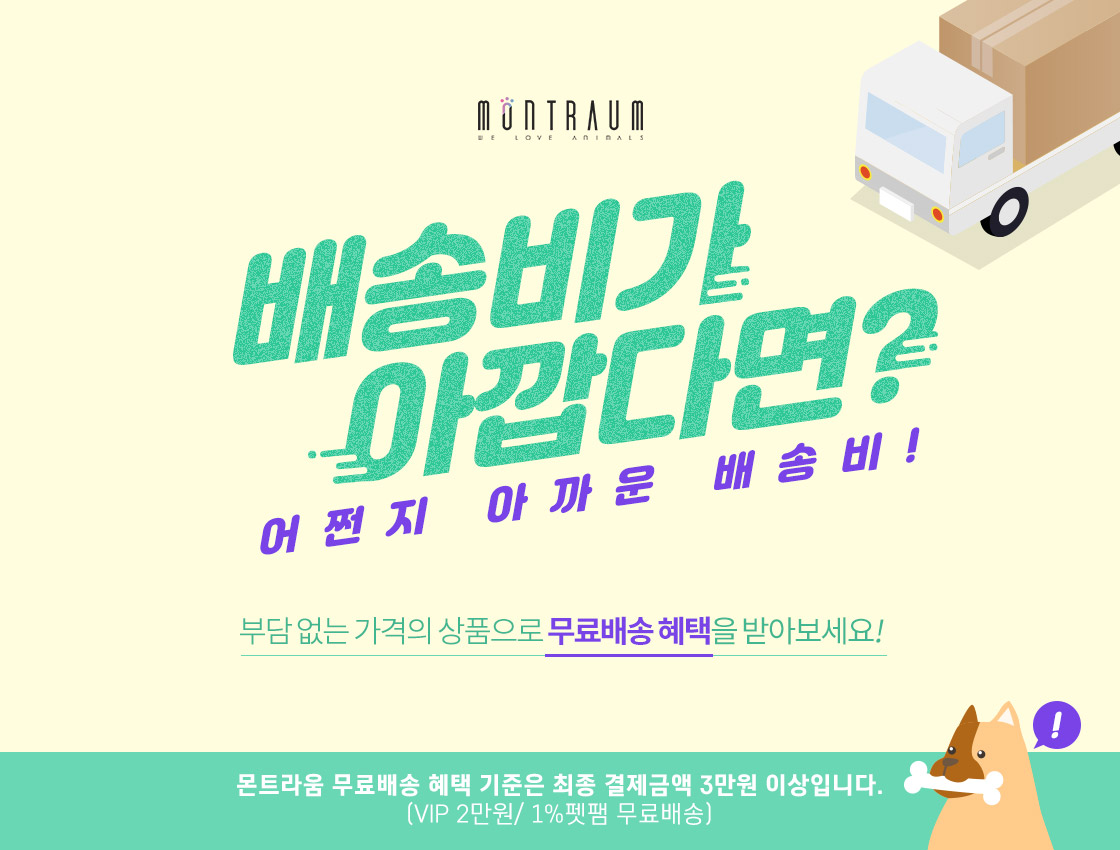 MONTRAUM
WE LOVE ANIMALS
배송비가
아깝다면?
어쩐지 아까운 배송비!
부담 없는 가격의 상품으로 무료배송 혜택을 받아보세요!
!
몬트라움 무료배송 혜택 기준은 최종 결제금액 3만원 이상입니다.
(VIP 2만원/ 1%펫팸 무료배송)